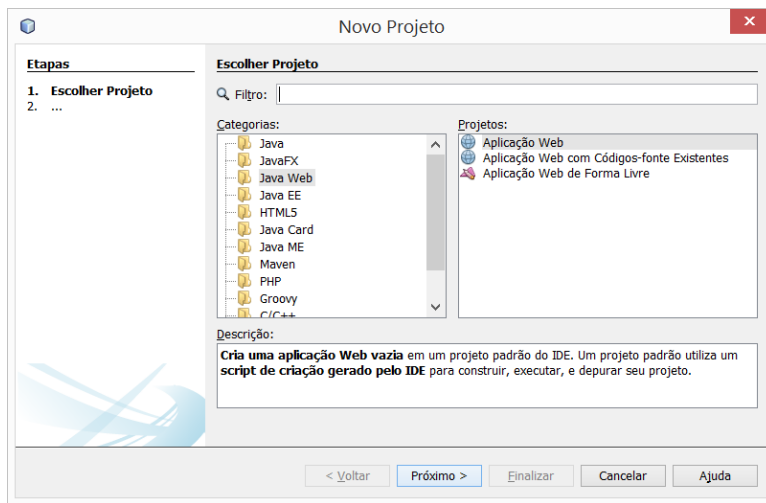 Novo Projeto
Etapas
1. Escolher Projeto
2. ...
Escolher Projeto
Filtro:
Categorias:
Java
JavaFX
Java Web
Java EE
HTML5
Java Card
Java ME
Maven
PHP
Groovy
C/C++
Projetos:
Aplicação Web
Aplicação Web com Códigos-fonte Existentes
Aplicação Web de Forma Livre
Descrição:
Cria uma aplicação Web vazia em um projeto padrão do IDE. Um projeto padrão utiliza um
script de criação gerado pelo IDE para construir, executar, e depurar seu projeto.
< Voltar
Próximo >
Finalizar
Cancelar
Ajuda